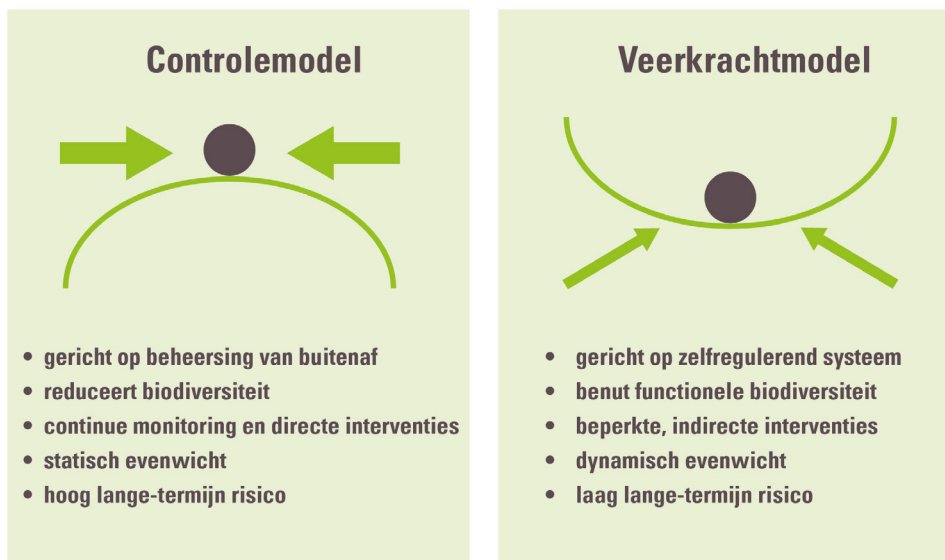 Controlemodel
• gericht op beheersing van buitenaf
• reduceert biodiversiteit
• continue monitoring en directe interventies
• statisch evenwicht
• hoog lange-termijn risico
Veerkrachtmodel
• gericht op zelfregulerend systeem
• benut functionele biodiversiteit
• beperkte, indirecte interventies
• dynamisch evenwicht
• laag lange-termijn risico